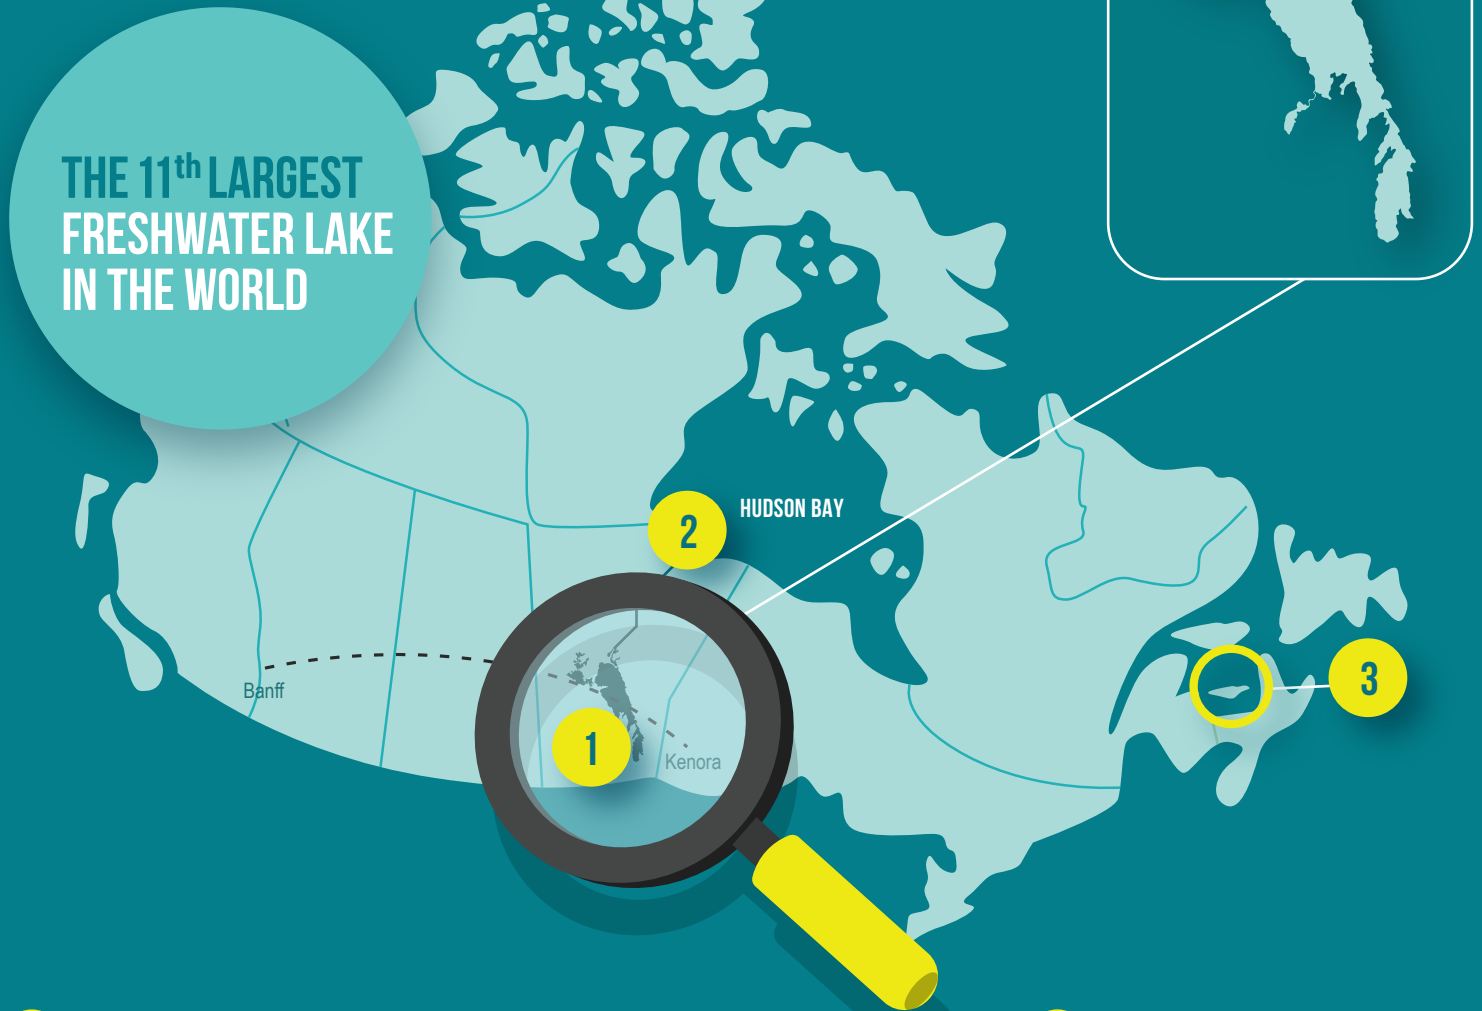 THE 11th LARGEST
FRESHWATER LAKE
IN THE WORLD
2
HUDSON BAY
3
Banff
1
Kenora